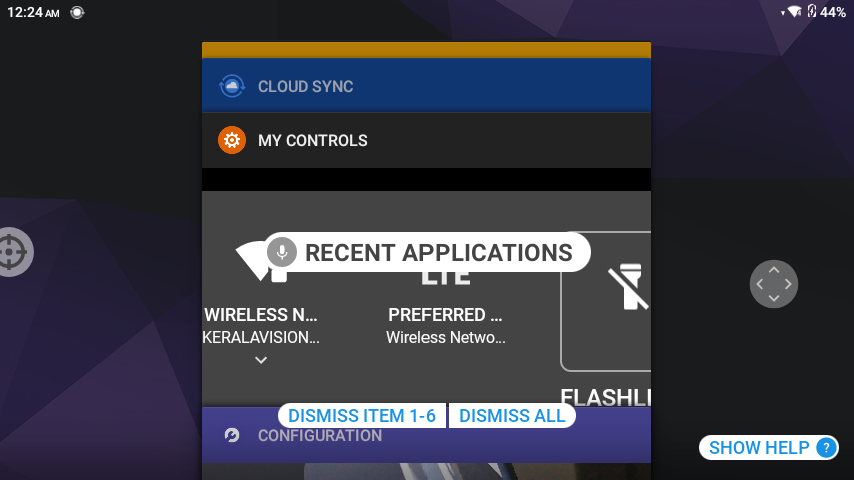 12:24 AM
44%
CLOUD SYNC
MY CONTROLS
RECENT APPLICATIONS
LTE
WIRELESS N...
PREFERRED ...
KERALAVISION...
Wireless Netwo...
FLASHLI
DISMISS ITEM 1-6
DISMISS ALL
CONFIGURATION
SHOW HELP ?